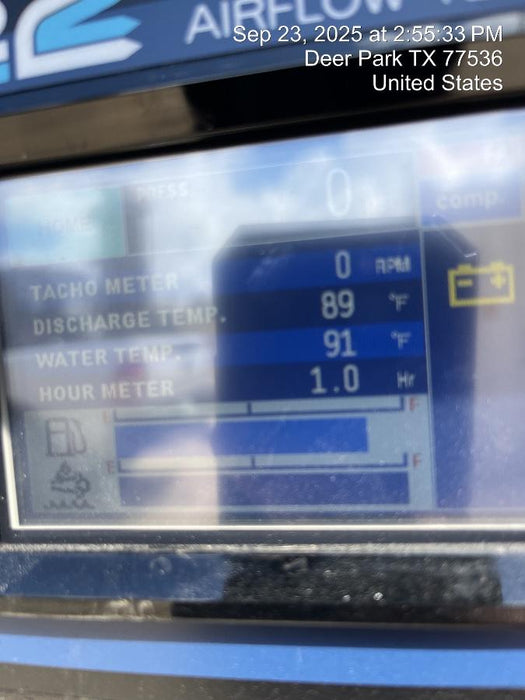 AIRFLOW
Sep 23, 2025 at 2:55:33 PM
Deer Park TX 77536
United States
HOME
PRESS 0
comp.
TACHO METER 0 RPM
DISCHARGE TEMP. 89 °F
WATER TEMP. 91 °F
HOUR METER 1.0 Hr
E F
E F